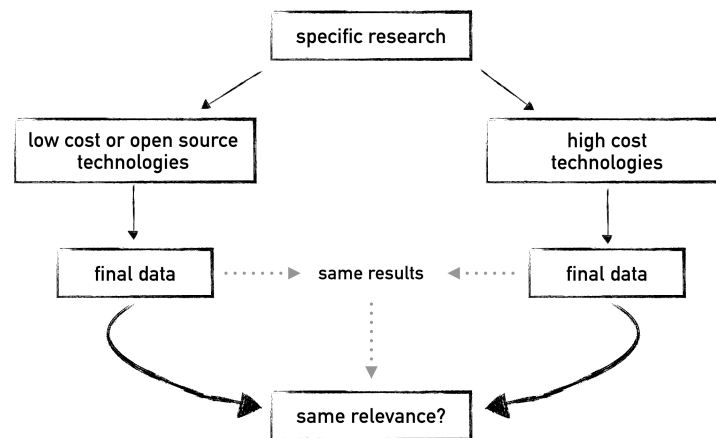 specific research
low cost or open source
technologies
high cost
technologies
final data
same results
final data
same relevance?